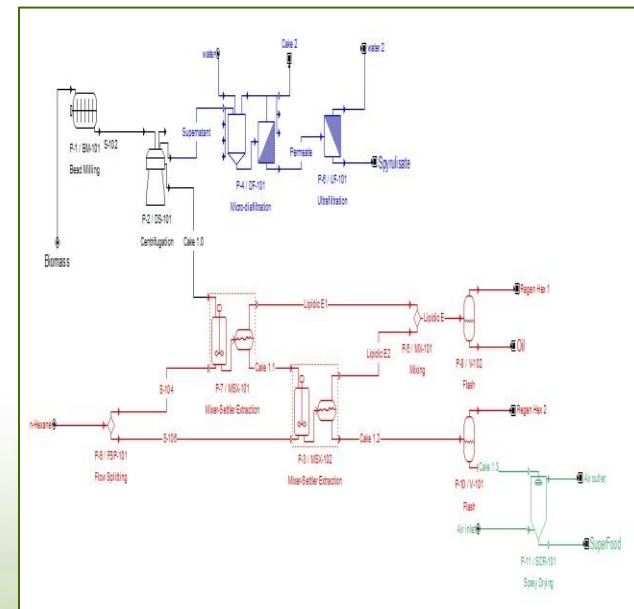 water
Cake 2
water 2
P-1 / BM-101
Bead Milling
S-102
Supernatant
P-4 / DF-101
Micro-diafiltration
Permeate
P-6 / UF-101
Ultrafiltration
Spyrulisate
P-2 / DS-101
Centrifugation
Cake 1.0
Biomass
Lipidic E1
Regen Hex 1
Lipidic E
P-5 / MX-101
Mixing
Oil
P-8 / V-102
Flash
Lipidic E2
P-7 / MSX-101
Mixer-Settler Extraction
Cake 1.1
S-104
n-Hexane
S-106
P-9 / FSP-101
Flow Splitting
P-3 / MSX-102
Mixer-Settler Extraction
Cake 1.2
Regen Hex 2
P-10 / V-101
Flash
Cake 1.3
Air outlet
Air inlet
SuperFood
P-11 / SDR-101
Spray Drying